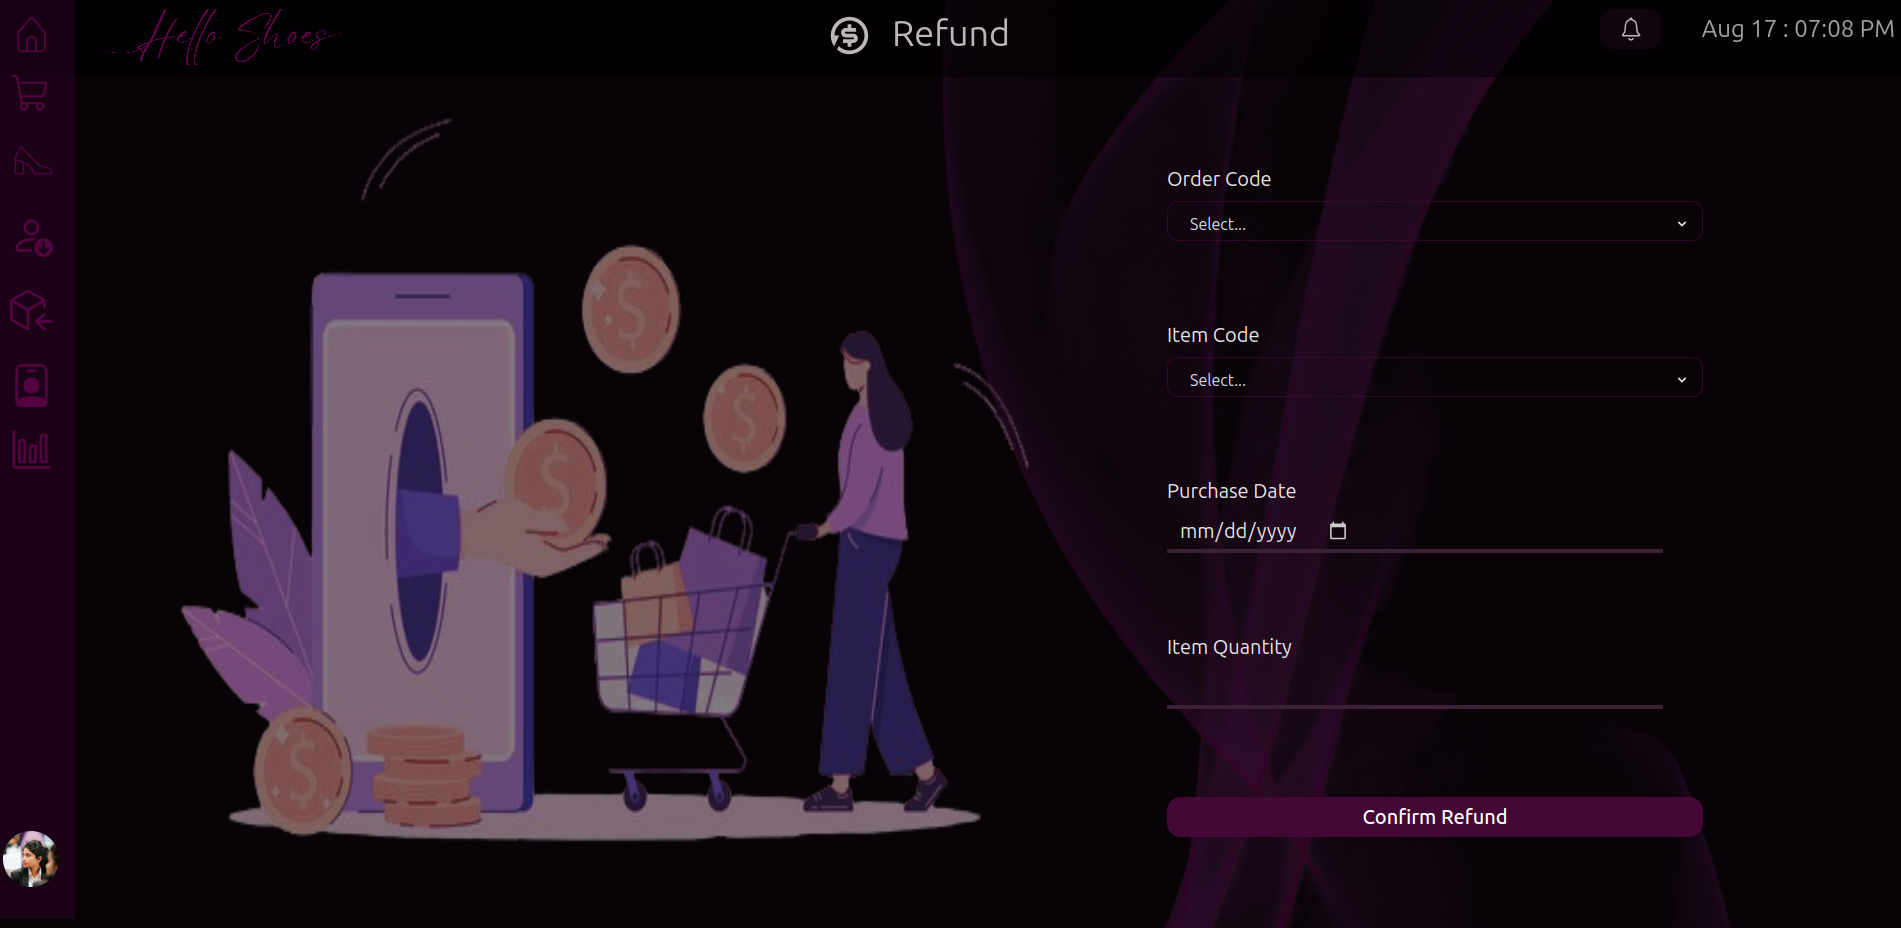 Hello Shoes
Refund
Aug 17 : 07:08 PM
Order Code
Select...
Item Code
Select...
Purchase Date
mm/dd/yyyy
Item Quantity
Confirm Refund
$
$
$
$